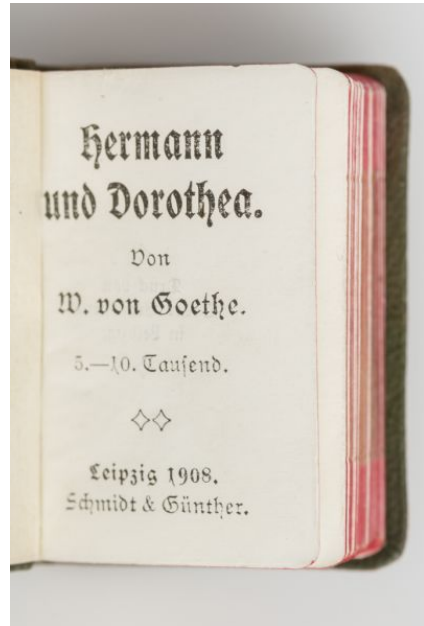 Hermann
und Dorothea.
Von
W. von Goethe.
5.—10. Tausend.
Leipzig 1908.
Schmidt & Günther.